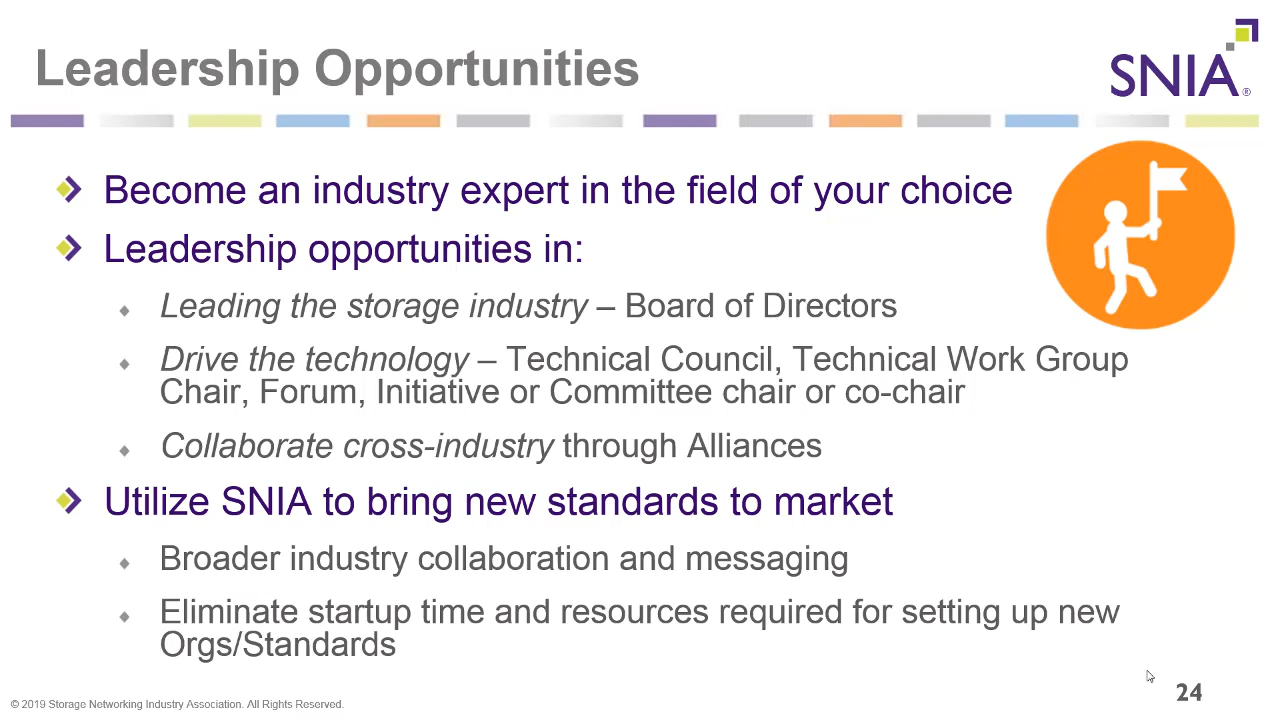 Leadership Opportunities
SNIA®
Become an industry expert in the field of your choice
Leadership opportunities in:
Leading the storage industry – Board of Directors
Drive the technology – Technical Council, Technical Work Group
Chair, Forum, Initiative or Committee chair or co-chair
Collaborate cross-industry through Alliances
Utilize SNIA to bring new standards to market
Broader industry collaboration and messaging
Eliminate startup time and resources required for setting up new
Orgs/Standards
© 2019 Storage Networking Industry Association. All Rights Reserved.
24